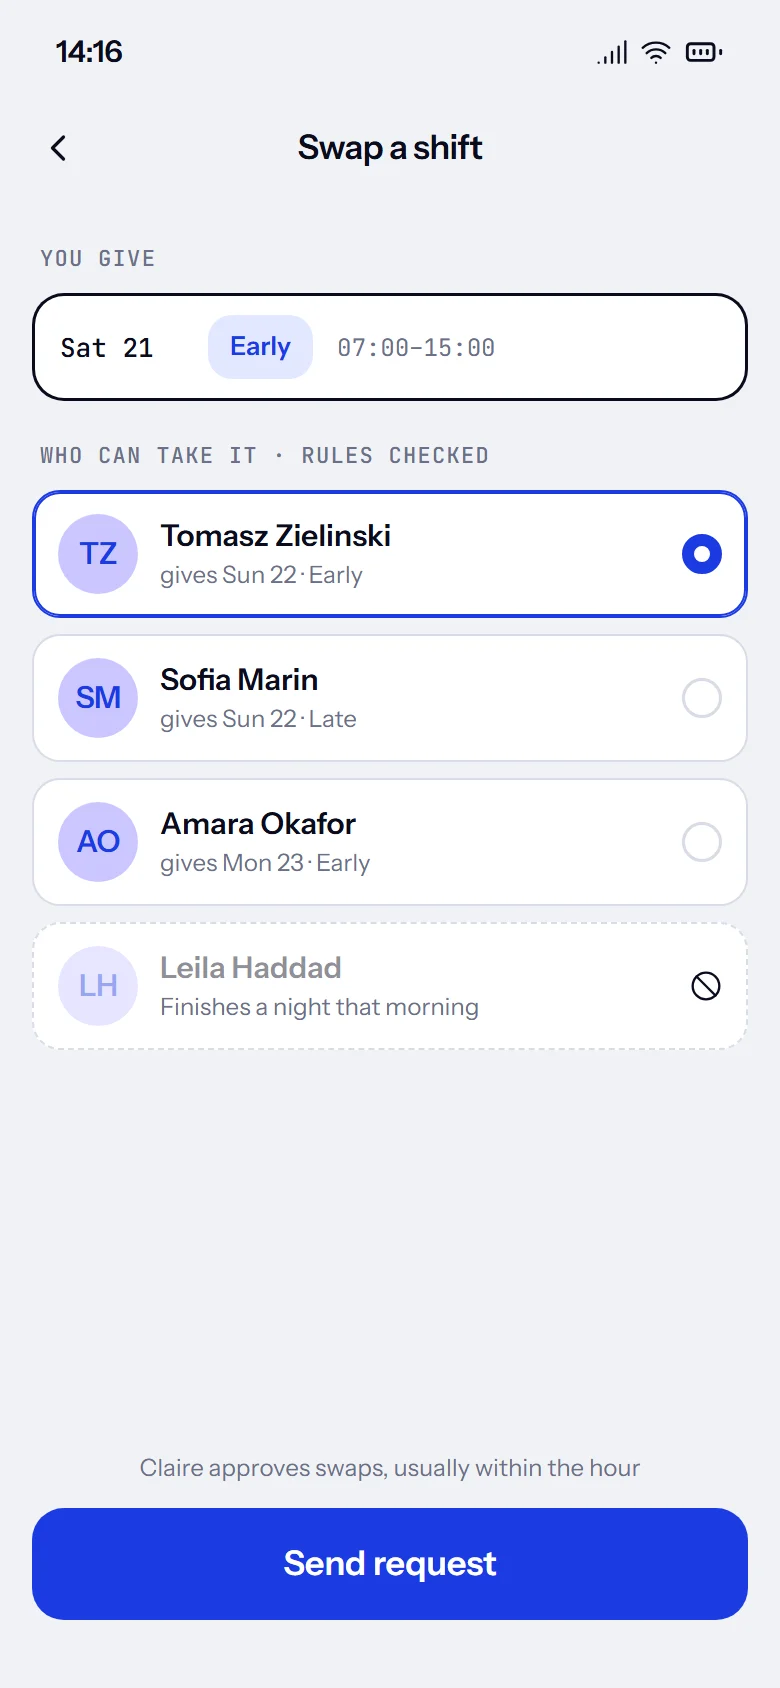 14:16
Swap a shift
YOU GIVE
Sat 21 Early 07:00–15:00
WHO CAN TAKE IT · RULES CHECKED
TZ
Tomasz Zielinski
gives Sun 22 · Early
SM
Sofia Marin
gives Sun 22 · Late
AO
Amara Okafor
gives Mon 23 · Early
LH
Leila Haddad
Finishes a night that morning
Claire approves swaps, usually within the hour
Send request